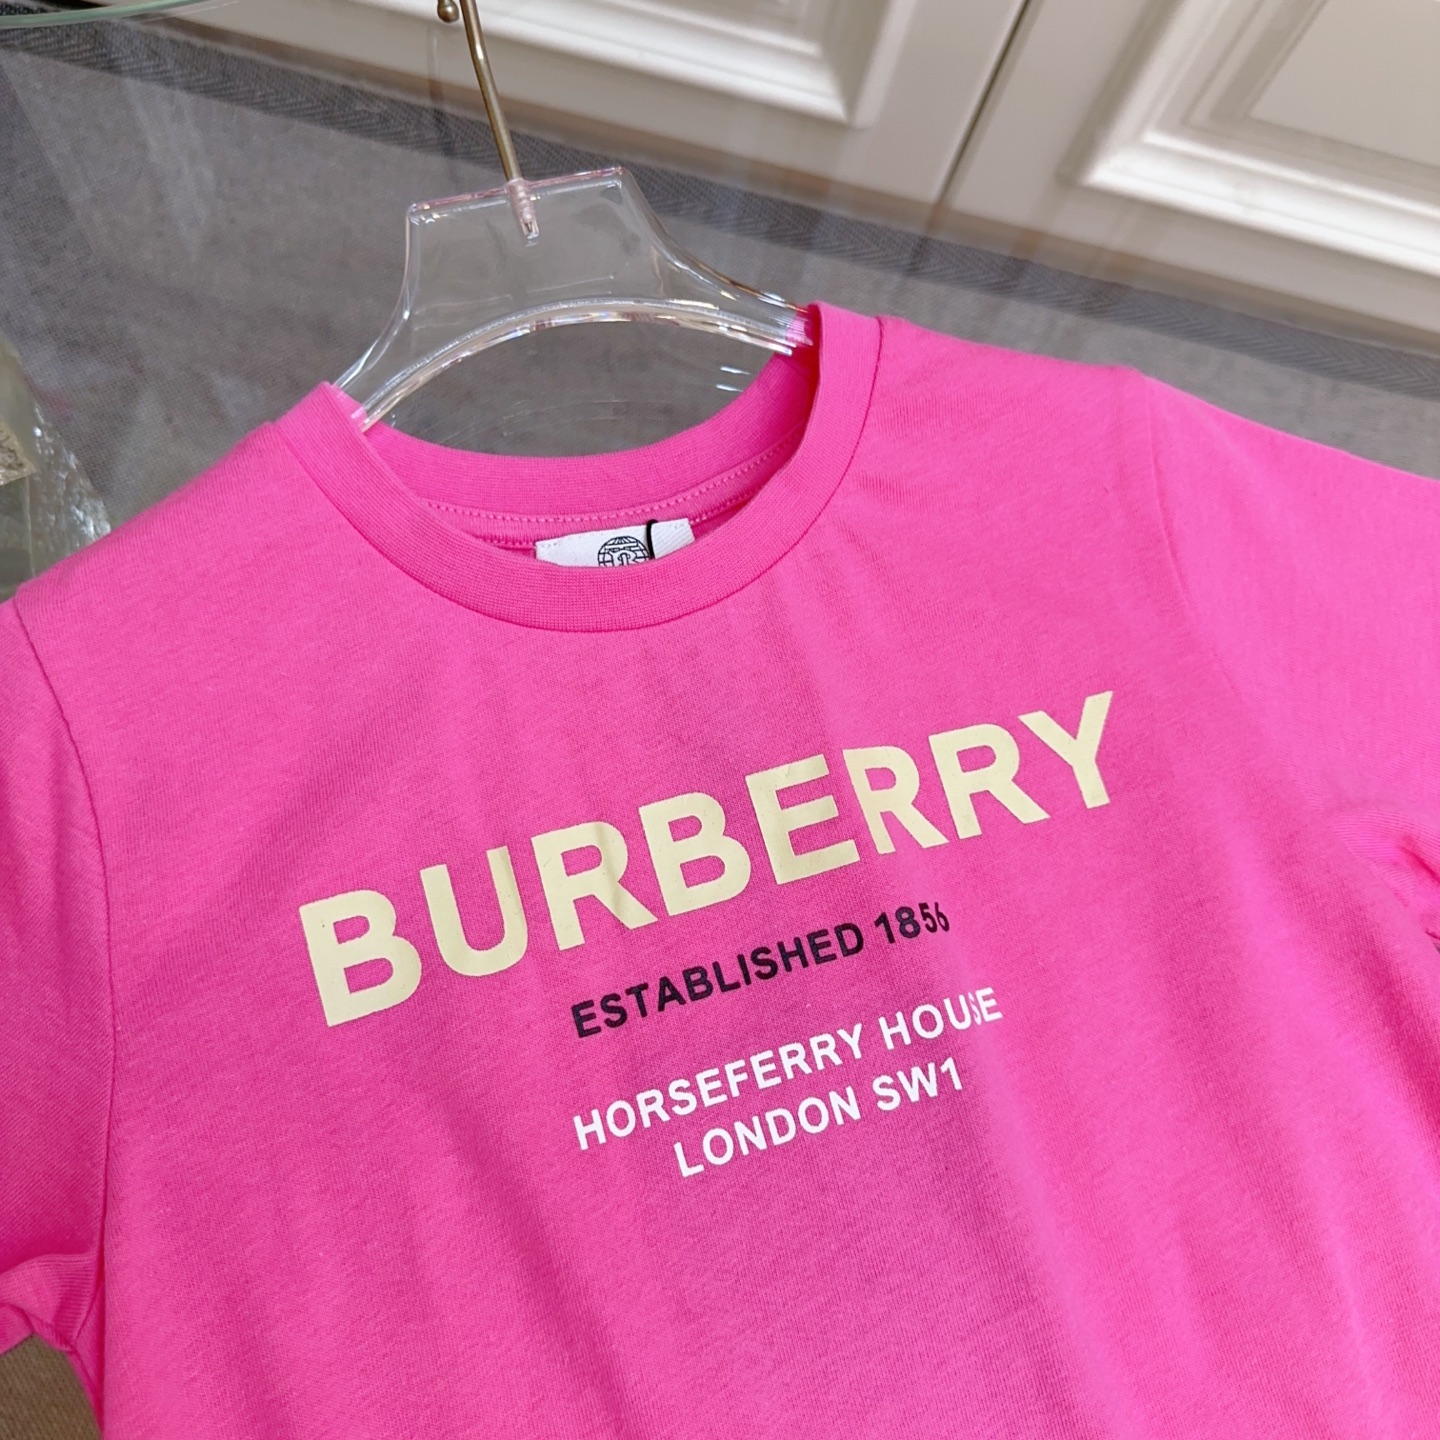 BURBERRY
ESTABLISHED 1856
HORSEFERRY HOUSE
LONDON SW1